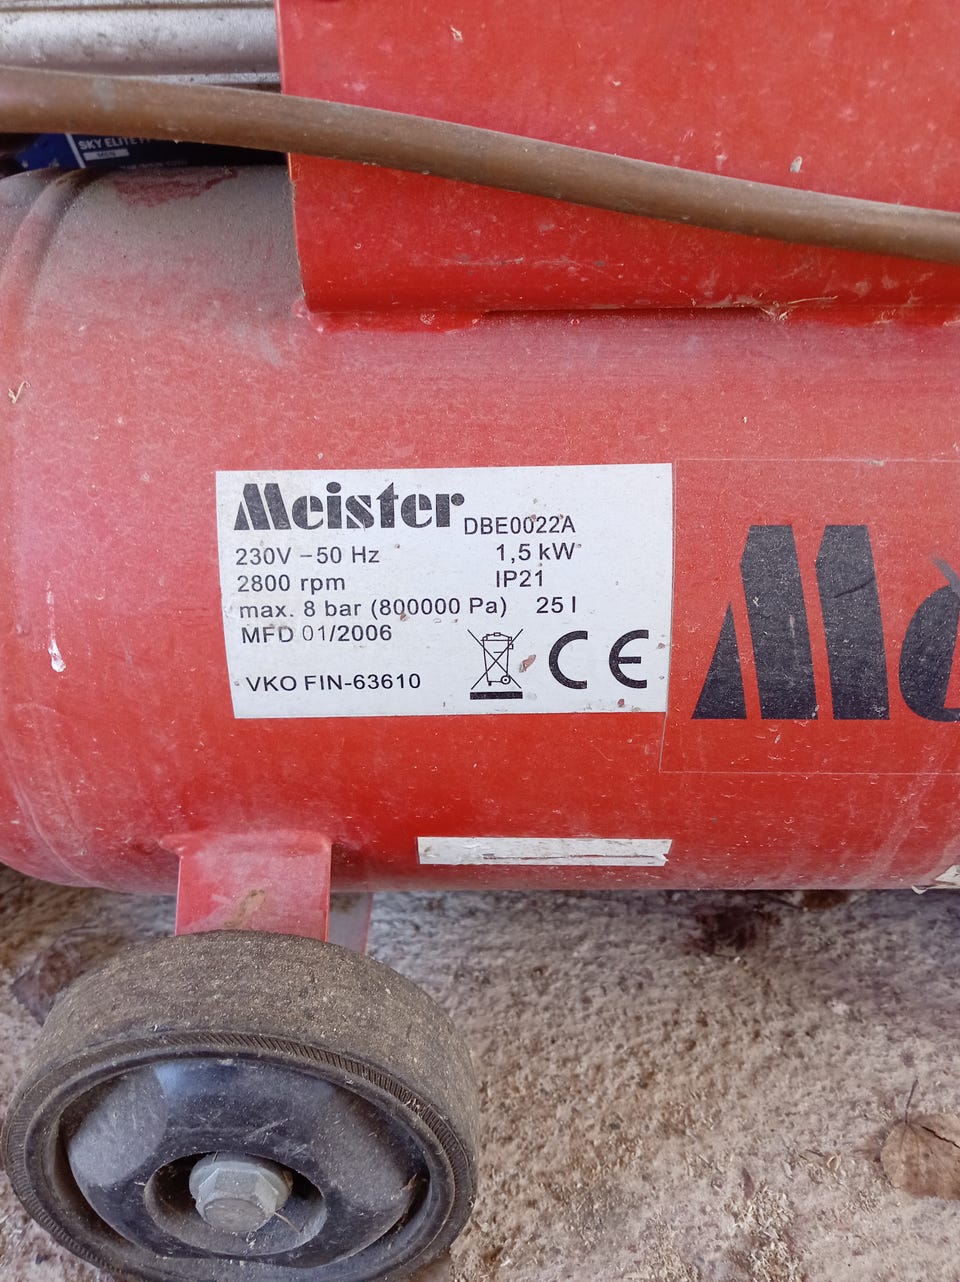 SKY ELITE
MEN
Meister DBE0022A
230V ~ 50 Hz 1,5 kW
2800 rpm IP21
max. 8 bar (800000 Pa) 25 l
MFD 01/2006
VKO FIN-63610
CE